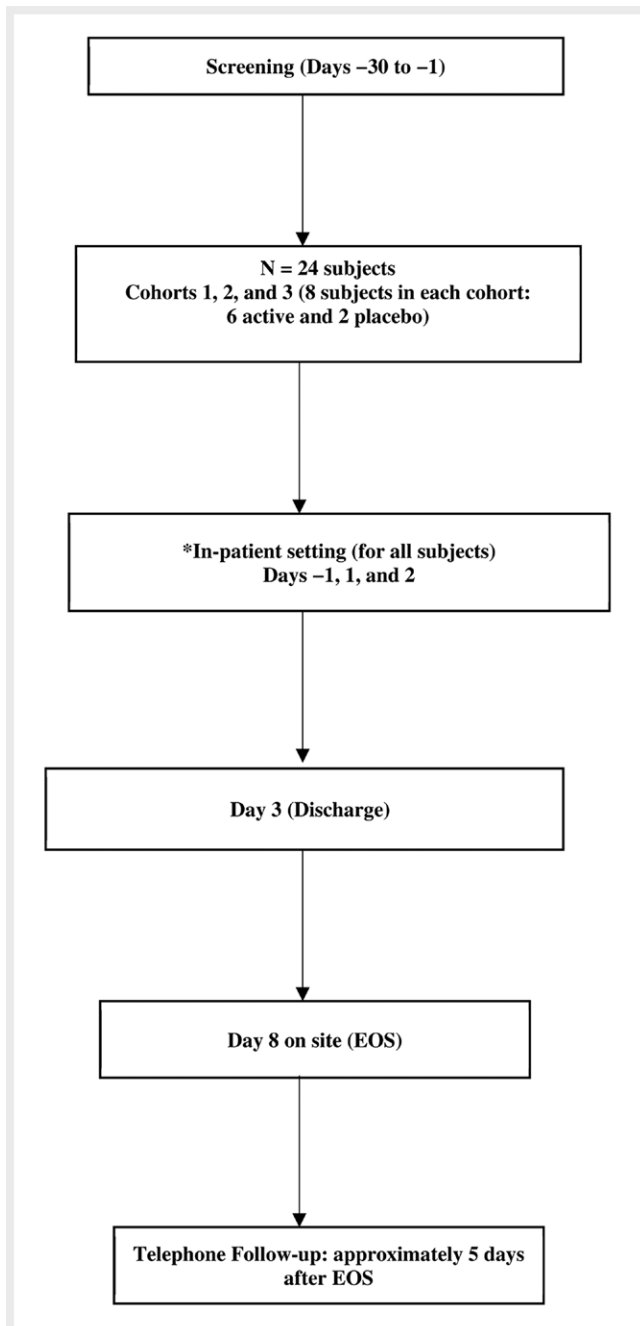 Screening (Days −30 to −1)
N = 24 subjects
Cohorts 1, 2, and 3 (8 subjects in each cohort:
6 active and 2 placebo)
*In-patient setting (for all subjects)
Days −1, 1, and 2
Day 3 (Discharge)
Day 8 on site (EOS)
Telephone Follow-up: approximately 5 days
after EOS